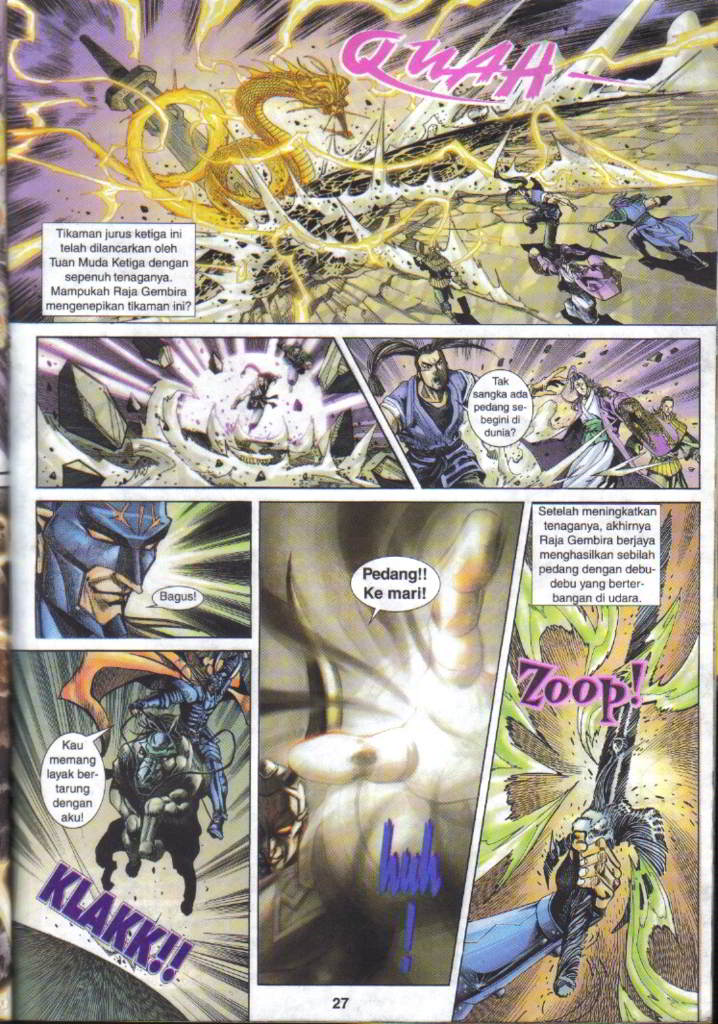 QUAH
Tikaman jurus ketiga ini
telah dilancarkan oleh
Tuan Muda Ketiga dengan
sepenuh tenaganya.
Mampukah Raja Gembira
mengenepikan tikaman ini?
Tak
sangka ada
pedang se-
begini di
dunia?
Bagus!
Kau
memang
layak ber-
tarung
dengan
aku!
KLAKK!!
Pedang!!
Ke mari!
huh!
Setelah meningkatkan
tenaganya, akhirnya
Raja Gembira berjaya
menghasilkan sebilah
pedang dengan debu-
debu yang berter-
bangan di udara.
Zoop!
27